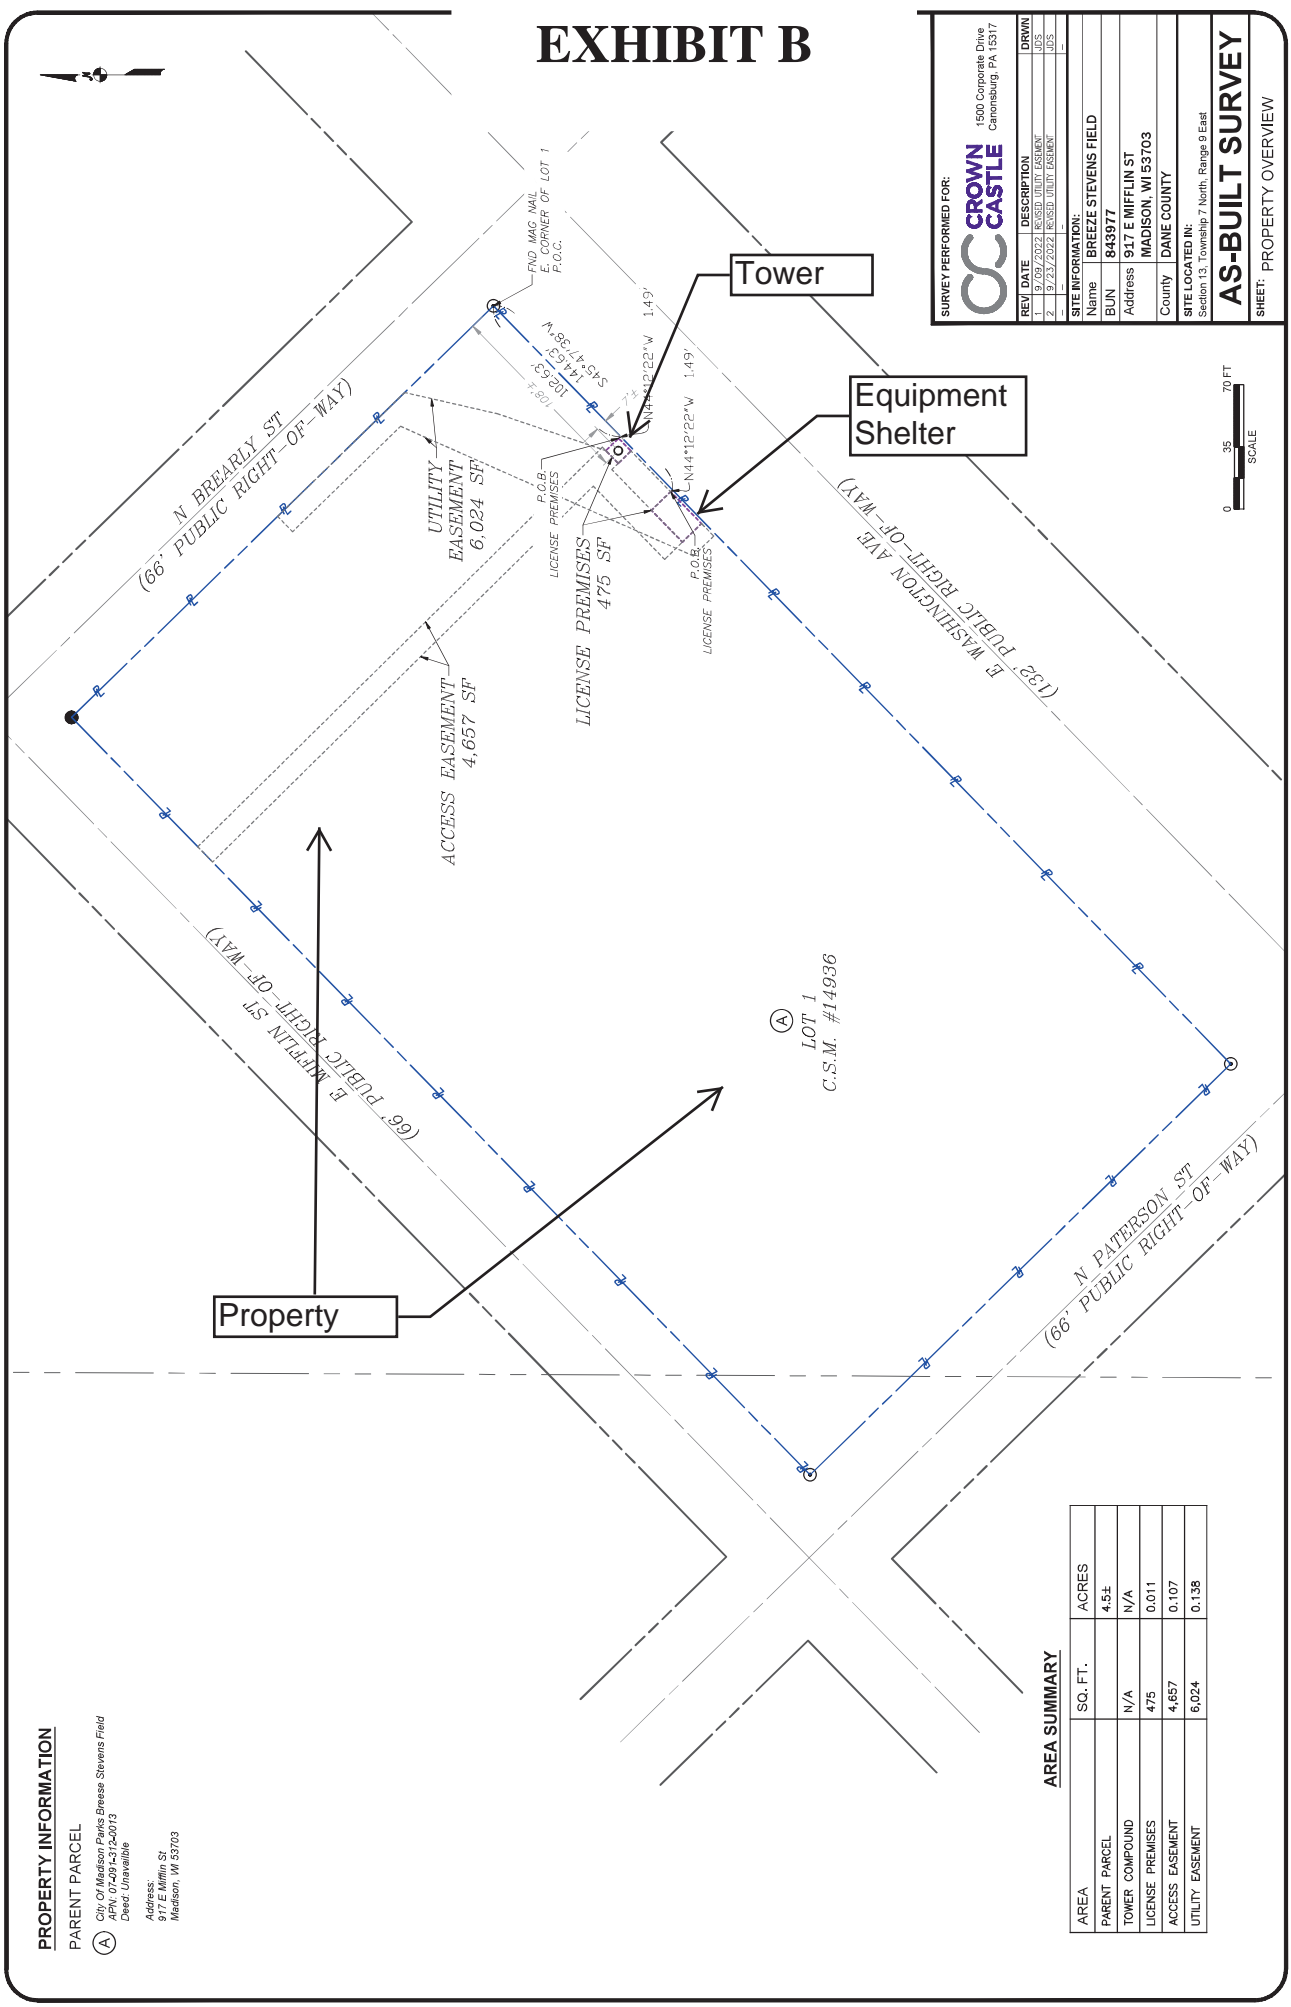 EXHIBIT B
N
FND MAG NAIL
E. CORNER OF LOT 1
P.O.C.
Tower
Equipment
Shelter
Property
N BREARLY ST
(66' PUBLIC RIGHT-OF-WAY)
UTILITY
EASEMENT
6,024 SF
S45°47'38"W
144.63'
102.63'
108'±
N44°12'22"W 1.49'
N44°12'22"W 1.49'
P.O.B.
LICENSE PREMISES
LICENSE PREMISES
475 SF
P.O.B.
LICENSE PREMISES
ACCESS EASEMENT
4,657 SF
E WASHINGTON AVE
(132' PUBLIC RIGHT-OF-WAY)
E MIFFLIN ST
(66' PUBLIC RIGHT-OF-WAY)
A
LOT 1
C.S.M. #14936
N PATERSON ST
(66' PUBLIC RIGHT-OF-WAY)
0 35 70 FT
SCALE
SURVEY PERFORMED FOR:
CROWN
CASTLE
1500 Corporate Drive
Canonsburg, PA 15317
REV DATE DESCRIPTION DRWN
1 9/09/2022 REVISED UTILITY EASEMENT JDS
2 9/23/2022 REVISED UTILITY EASEMENT JDS
- - - -
SITE INFORMATION:
Name BREEZE STEVENS FIELD
BUN 843977
Address 917 E MIFFLIN ST
MADISON, WI 53703
County DANE COUNTY
SITE LOCATED IN:
Section 13, Township 7 North, Range 9 East
AS-BUILT SURVEY
SHEET: PROPERTY OVERVIEW
PROPERTY INFORMATION
PARENT PARCEL
A
City Of Madison Parks Breese Stevens Field
APN: 07-091-312-0013
Deed: Unavailble
Address:
917 E Mifflin St
Madison, WI 53703
AREA SUMMARY
AREA SQ. FT. ACRES
PARENT PARCEL 4.5±
TOWER COMPOUND N/A N/A
LICENSE PREMISES 475 0.011
ACCESS EASEMENT 4,657 0.107
UTILITY EASEMENT 6,024 0.138